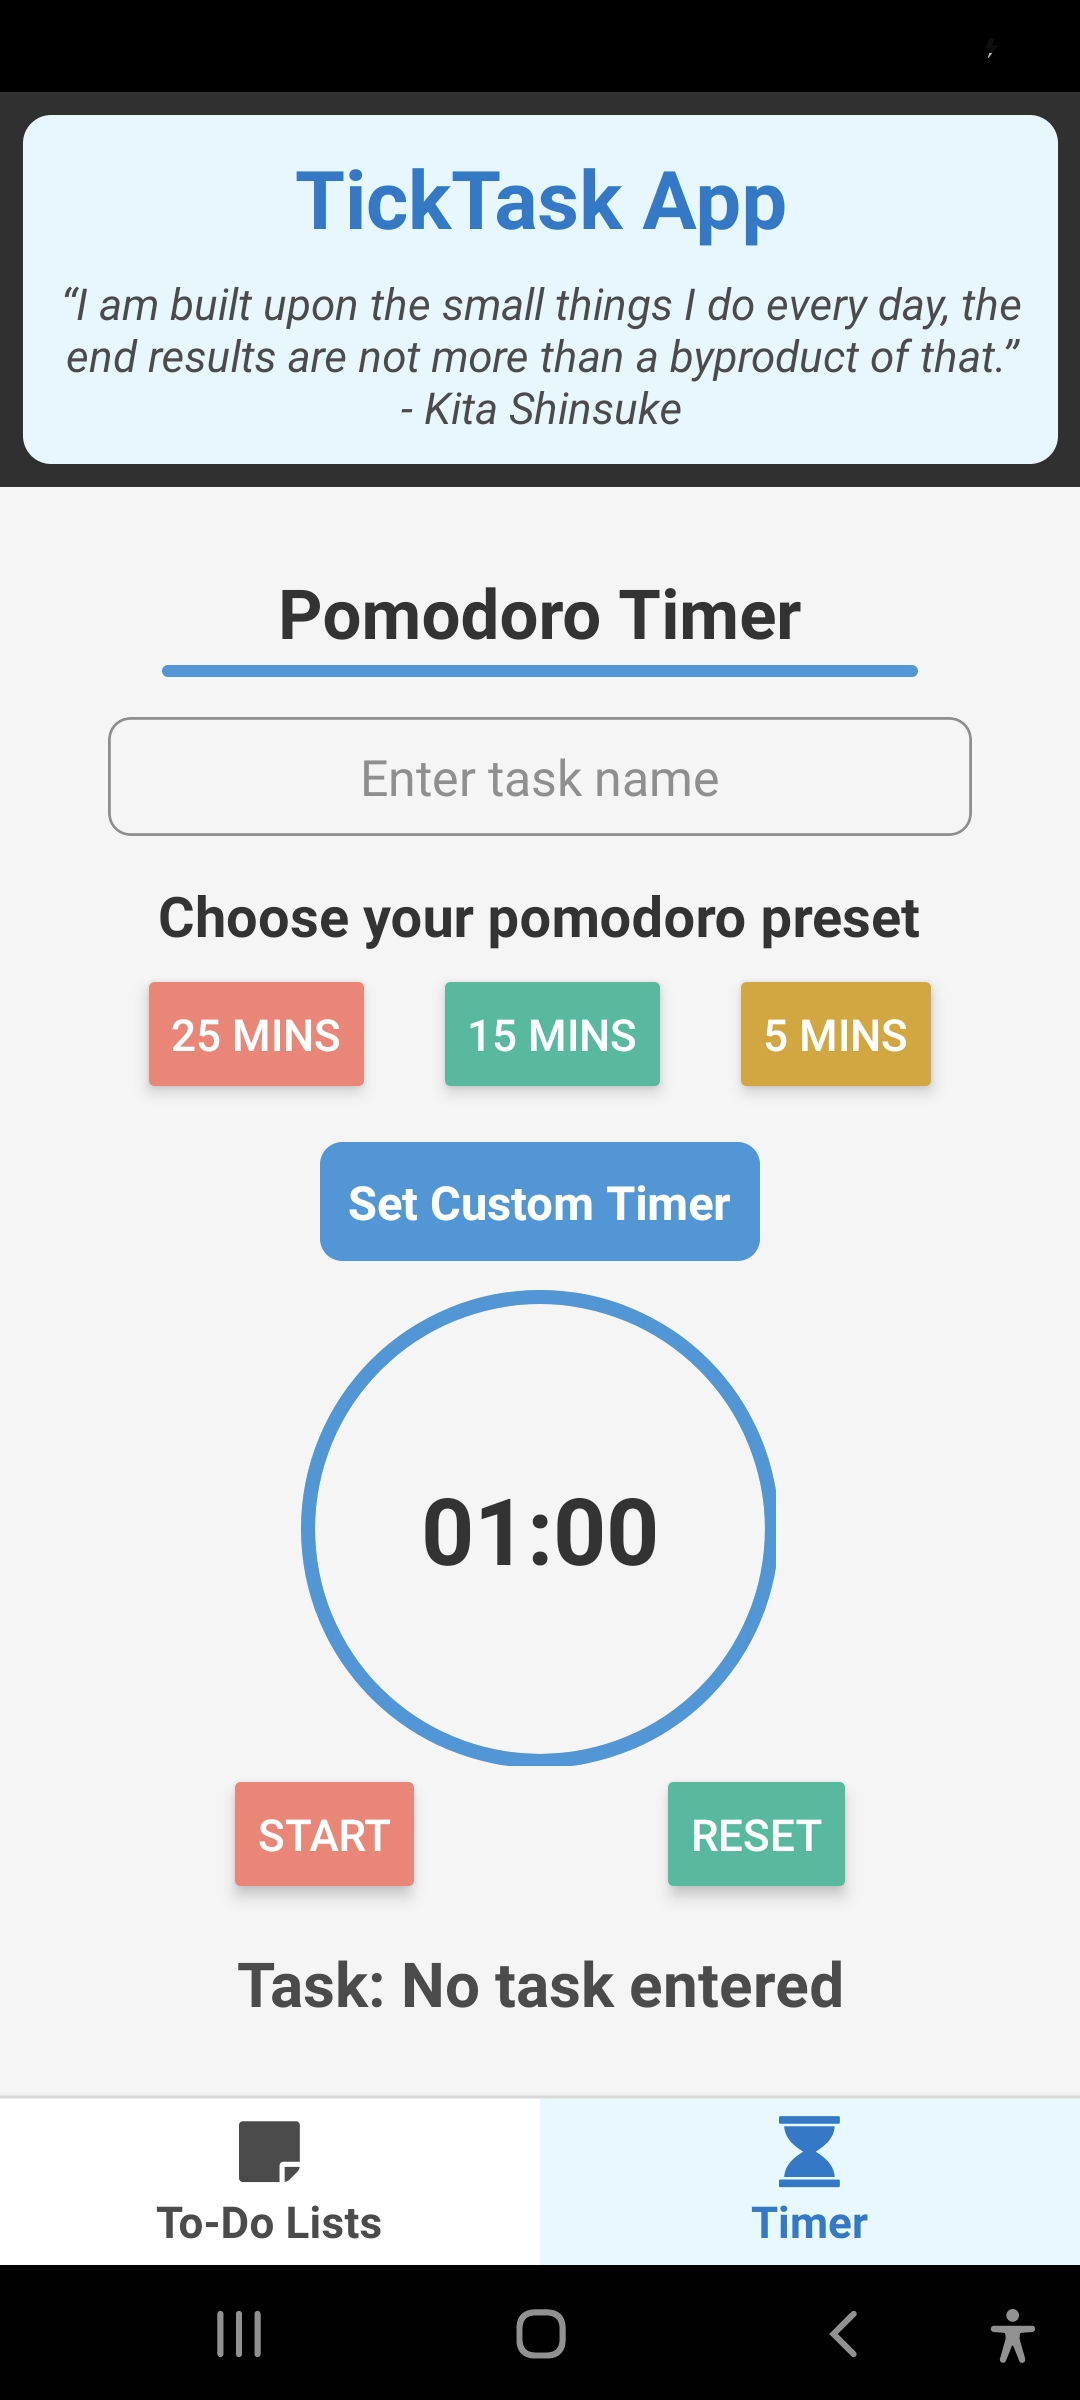 TickTask App
“I am built upon the small things I do every day, the
end results are not more than a byproduct of that.”
- Kita Shinsuke
Pomodoro Timer
Enter task name
Choose your pomodoro preset
25 MINS
15 MINS
5 MINS
Set Custom Timer
01:00
START
RESET
Task: No task entered
To-Do Lists
Timer